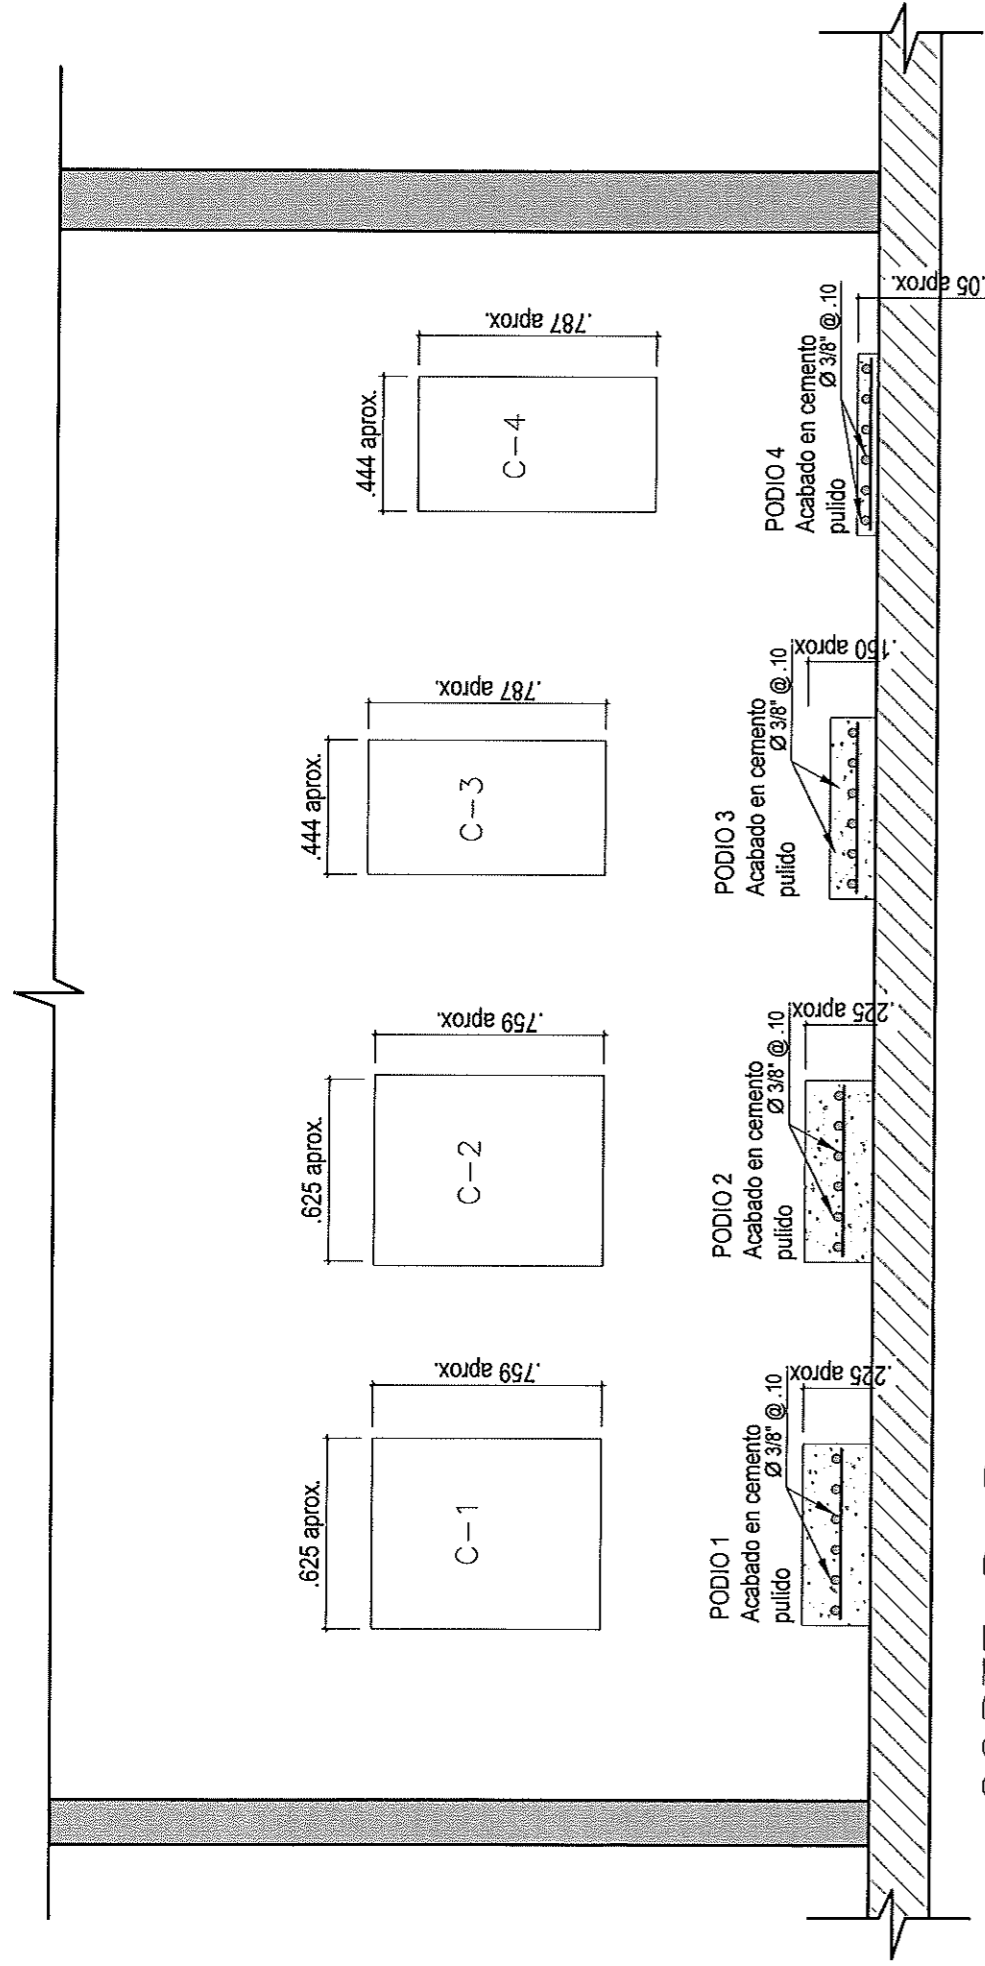 .625 aprox.
.759 aprox.
C-1
PODIO 1
Acabado en cemento
pulido
Ø 3/8" @ .10
.225 aprox
.625 aprox.
.759 aprox.
C-2
PODIO 2
Acabado en cemento
pulido
Ø 3/8" @ .10
.225 aprox
.444 aprox.
.787 aprox.
C-3
PODIO 3
Acabado en cemento
pulido
Ø 3/8" @ .10
.150 aprox
.444 aprox.
.787 aprox.
C-4
PODIO 4
Acabado en cemento
pulido
Ø 3/8" @ .10
.05 aprox.